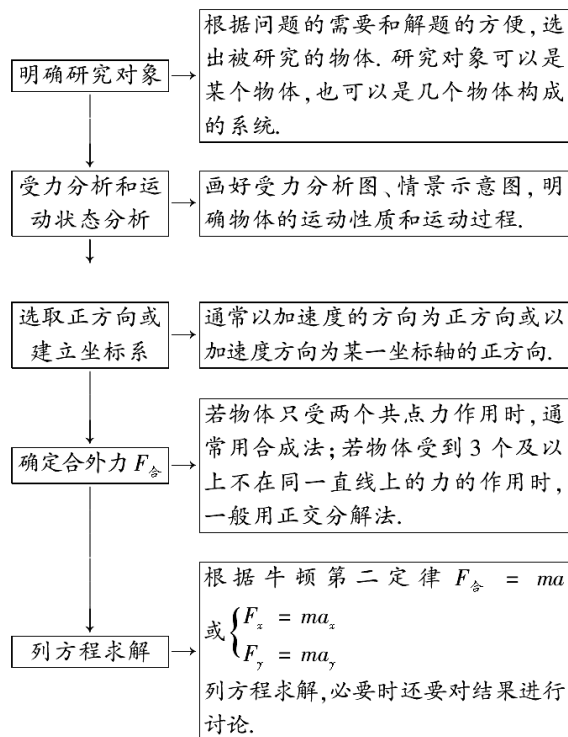 明确研究对象
根据问题的需要和解题的方便,选
出被研究的物体.研究对象可以是
某个物体,也可以是几个物体构成
的系统.
受力分析和运
动状态分析
画好受力分析图、情景示意图,明
确物体的运动性质和运动过程.
选取正方向或
建立坐标系
通常以加速度的方向为正方向或以
加速度方向为某一坐标轴的正方向.
确定合外力 F合
若物体只受两个共点力作用时,通
常用合成法;若物体受到 3 个及以
上不在同一直线上的力的作用时,
一般用正交分解法.
列方程求解
根据牛顿第二定律 F合 = ma
或{Fx = max
Fy = may
列方程求解,必要时还要对结果进行
讨论.